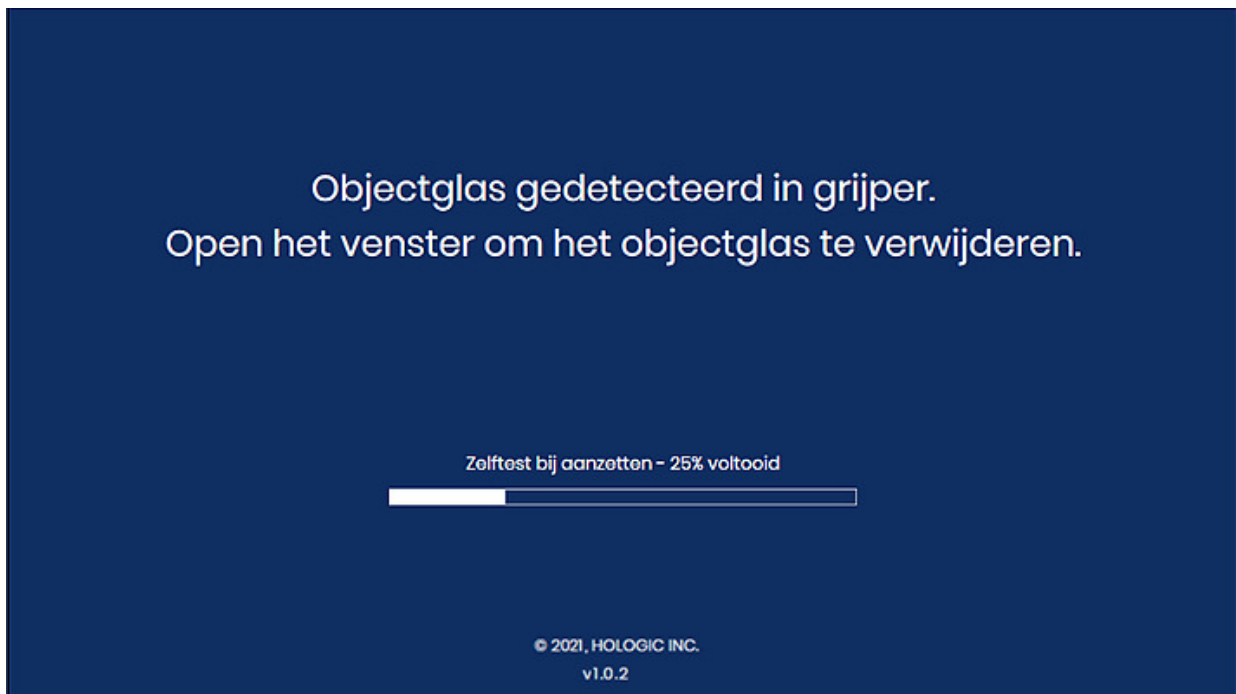 Objectglas gedetecteerd in grijper.
Open het venster om het objectglas te verwijderen.
Zelftest bij aanzetten - 25% voltooid
© 2021, HOLOGIC INC.
v1.0.2